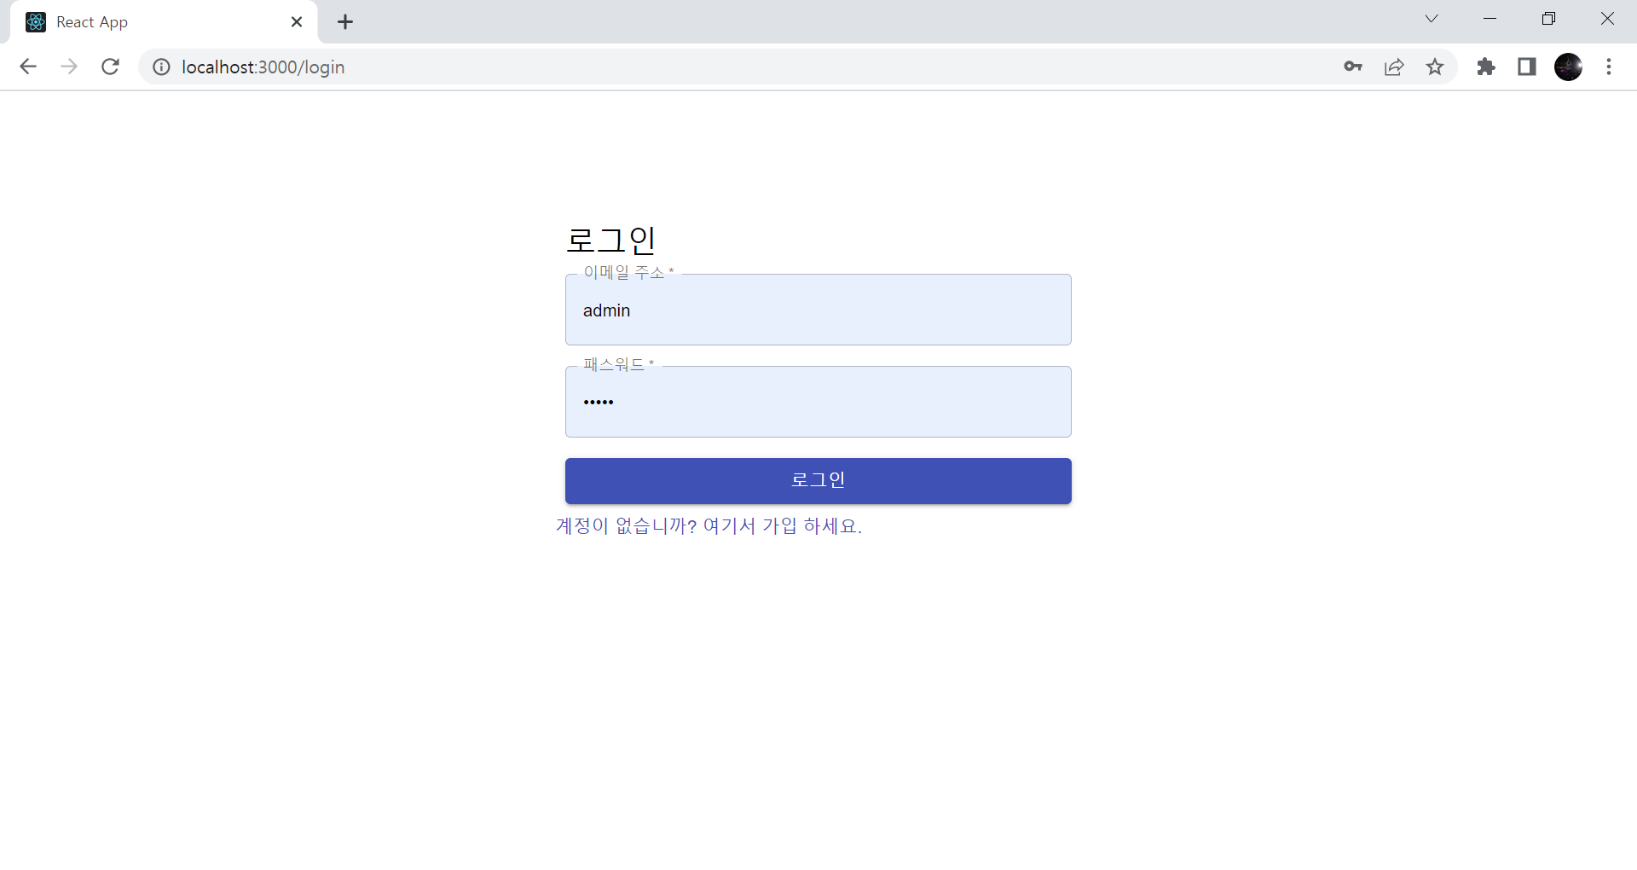 React App
localhost:3000/login
로그인
이메일 주소 *
admin
패스워드 *
•••••
로그인
계정이 없습니까? 여기서 가입 하세요.